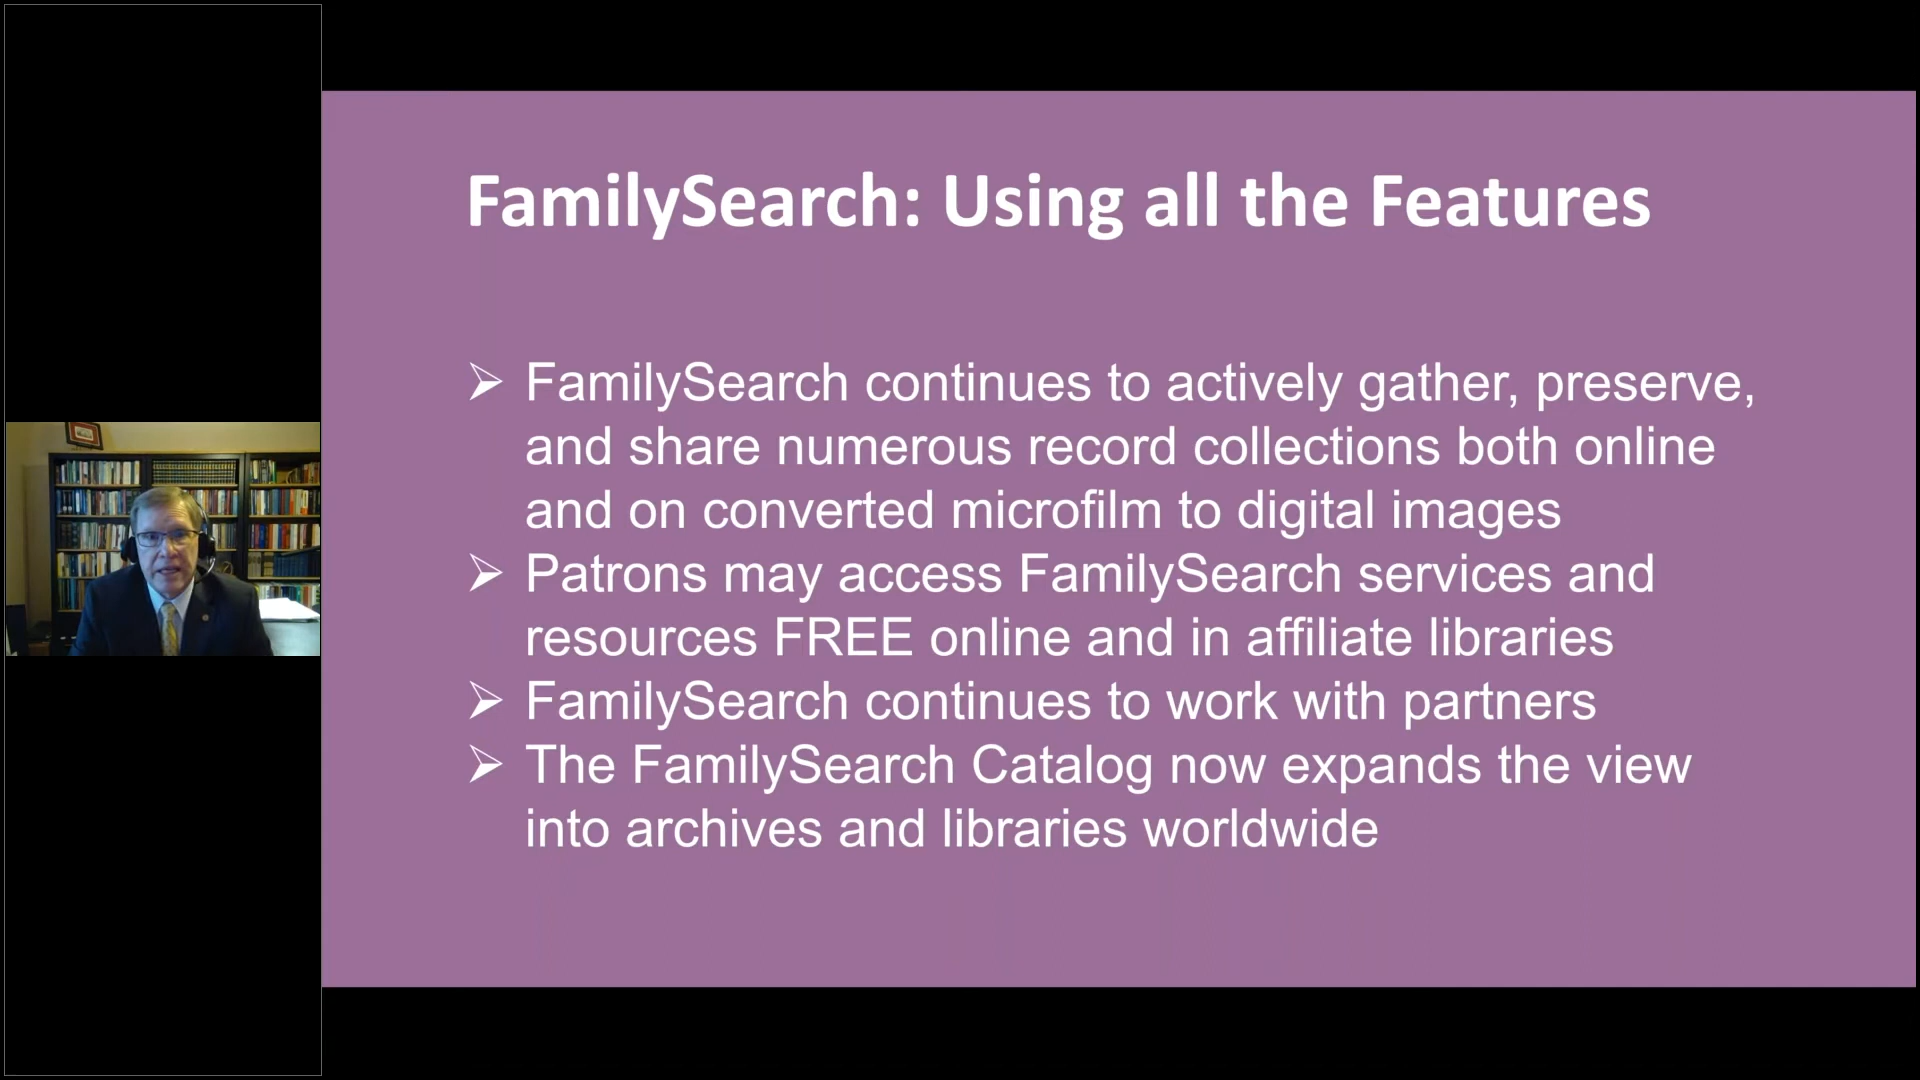 FamilySearch: Using all the Features
➢ FamilySearch continues to actively gather, preserve,
and share numerous record collections both online
and on converted microfilm to digital images
➢ Patrons may access FamilySearch services and
resources FREE online and in affiliate libraries
➢ FamilySearch continues to work with partners
➢ The FamilySearch Catalog now expands the view
into archives and libraries worldwide